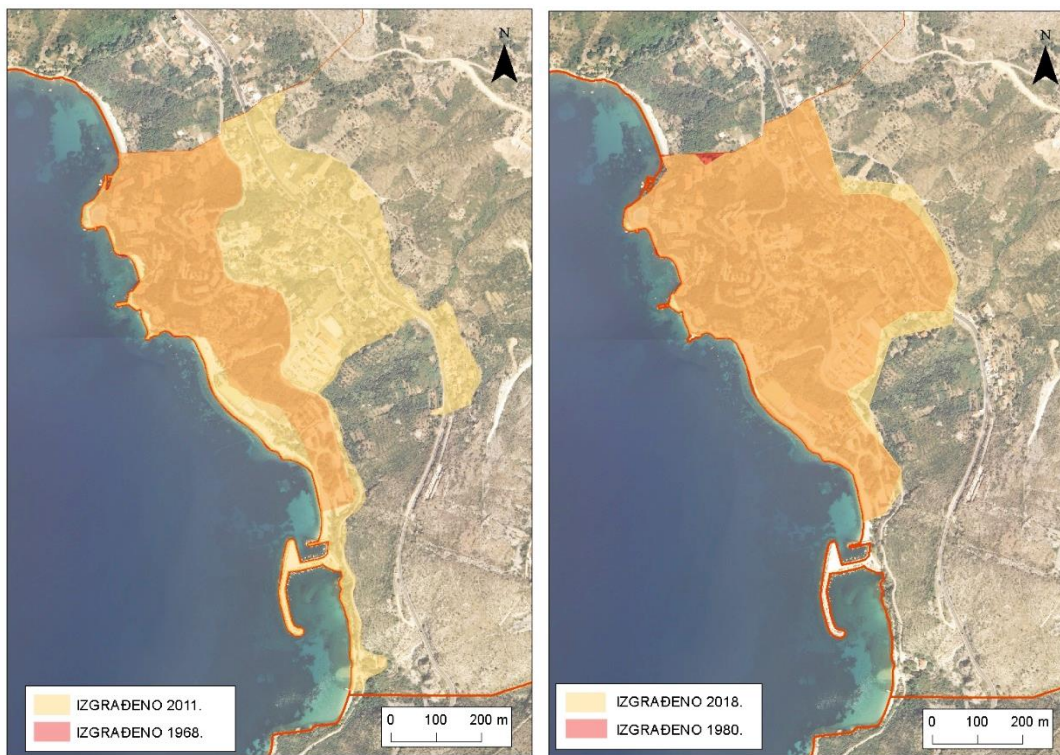 N
IZGRAĐENO 2011.
IZGRAĐENO 1968.
0 100 200 m
N
IZGRAĐENO 2018.
IZGRAĐENO 1980.
0 100 200 m